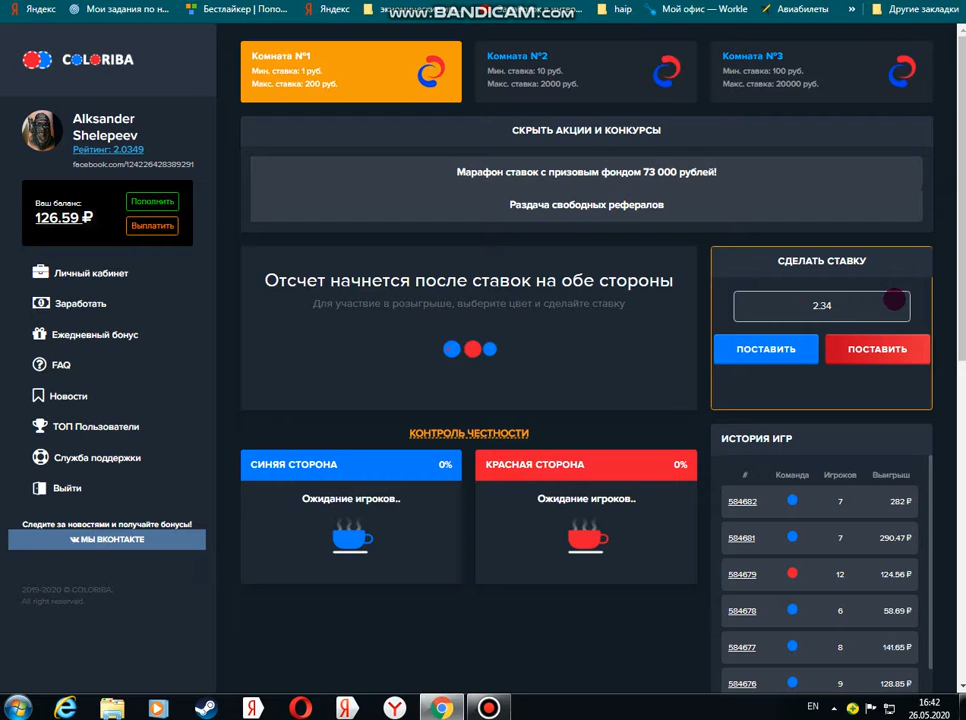 Яндекс
Мои задания по н...
Бестлайкер | Попо...
Яндекс
www.BANDICAM.com
haip
Мой офис — Workle
Авиабилеты
»
Другие закладки
COLORIBA
Alksander
Shelepeev
Рейтинг: 2.0349
facebook.com/124226428389291
Ваш баланс:
126.59 ₽
Пополнить
Выплатить
Личный кабинет
Заработать
Ежедневный бонус
FAQ
Новости
ТОП Пользователи
Служба поддержки
Выйти
Следите за новостями и получайте бонусы!
МЫ ВКОНТАКТЕ
2019-2020 © COLORIBA.
All right reserved.
Комната №1
Мин. ставка: 1 руб.
Макс. ставка: 200 руб.
Комната №2
Мин. ставка: 10 руб.
Макс. ставка: 2000 руб.
Комната №3
Мин. ставка: 100 руб.
Макс. ставка: 20000 руб.
СКРЫТЬ АКЦИИ И КОНКУРСЫ
Марафон ставок с призовым фондом 73 000 рублей!
Раздача свободных рефералов
Отсчет начнется после ставок на обе стороны
Для участие в розыгрыше, выберите цвет и сделайте ставку
СДЕЛАТЬ СТАВКУ
2.34
ПОСТАВИТЬ
ПОСТАВИТЬ
КОНТРОЛЬ ЧЕСТНОСТИ
СИНЯЯ СТОРОНА 0%
Ожидание игроков..
КРАСНАЯ СТОРОНА 0%
Ожидание игроков..
ИСТОРИЯ ИГР
# Команда Игроков Выигрыш
584682 7 282 ₽
584681 7 290.47 ₽
584679 12 124.56 ₽
584678 6 58.69 ₽
584677 8 141.65 ₽
584676 9 128.85 ₽
EN
16:42
26.05.2020